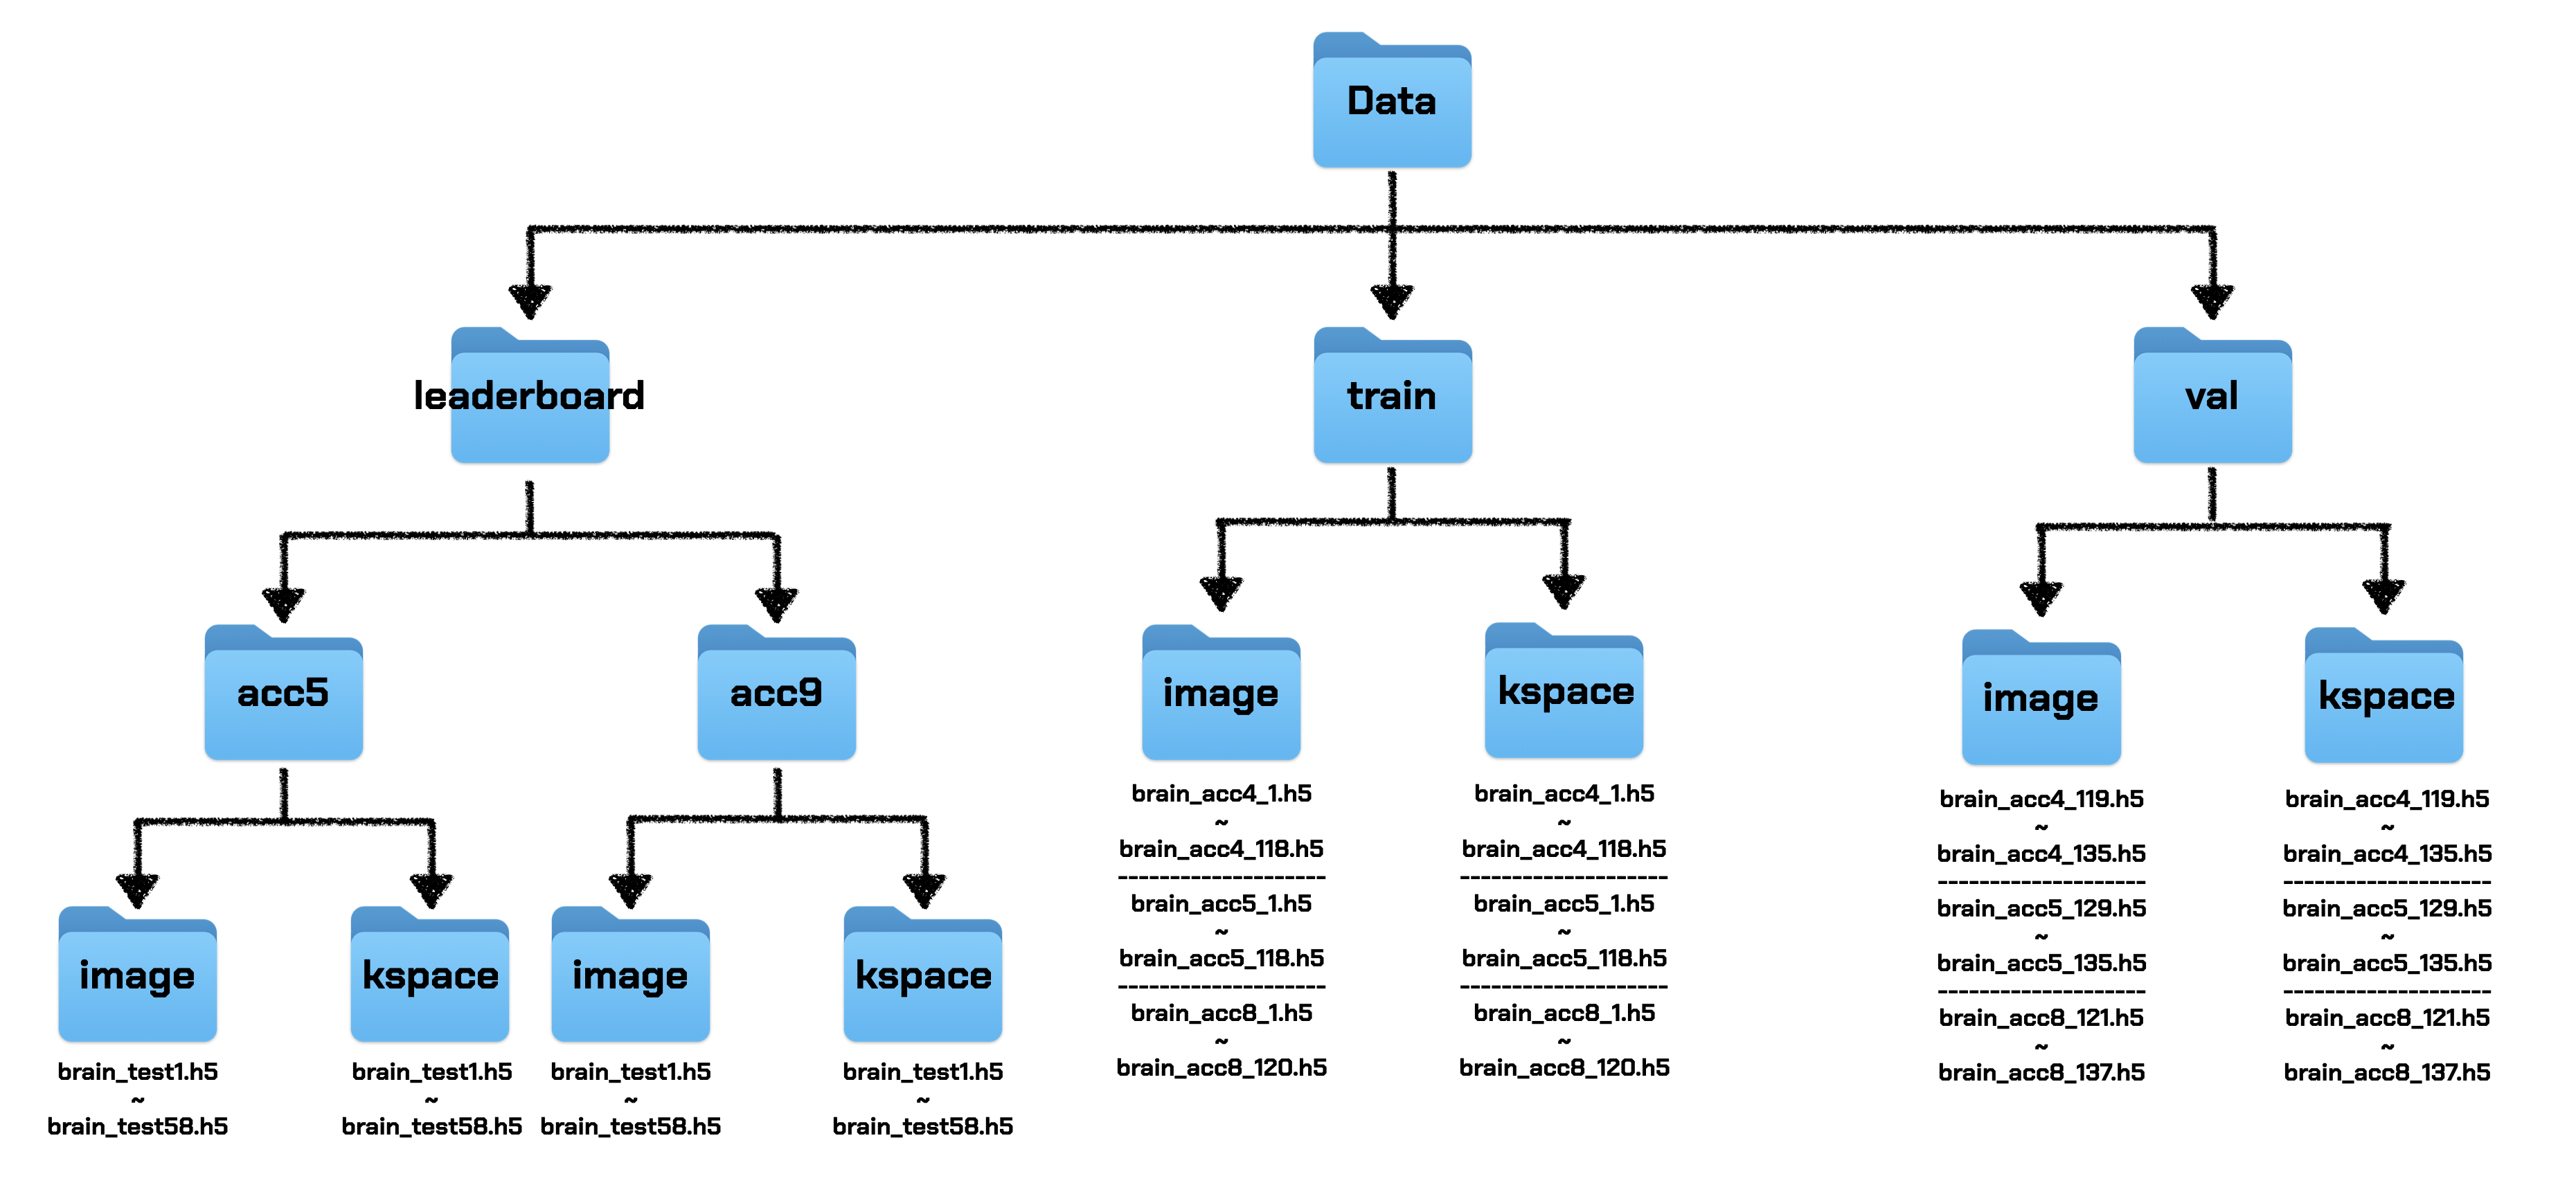 Data
leaderboard
train
val
acc5
acc9
image
kspace
image
kspace
image
kspace
image
kspace
brain_test1.h5
~
brain_test58.h5
brain_test1.h5
~
brain_test58.h5
brain_test1.h5
~
brain_test58.h5
brain_test1.h5
~
brain_test58.h5
brain_acc4_1.h5
~
brain_acc4_118.h5
--------------------
brain_acc5_1.h5
~
brain_acc5_118.h5
--------------------
brain_acc8_1.h5
~
brain_acc8_120.h5
brain_acc4_1.h5
~
brain_acc4_118.h5
--------------------
brain_acc5_1.h5
~
brain_acc5_118.h5
--------------------
brain_acc8_1.h5
~
brain_acc8_120.h5
brain_acc4_119.h5
~
brain_acc4_135.h5
--------------------
brain_acc5_129.h5
~
brain_acc5_135.h5
--------------------
brain_acc8_121.h5
~
brain_acc8_137.h5
brain_acc4_119.h5
~
brain_acc4_135.h5
--------------------
brain_acc5_129.h5
~
brain_acc5_135.h5
--------------------
brain_acc8_121.h5
~
brain_acc8_137.h5